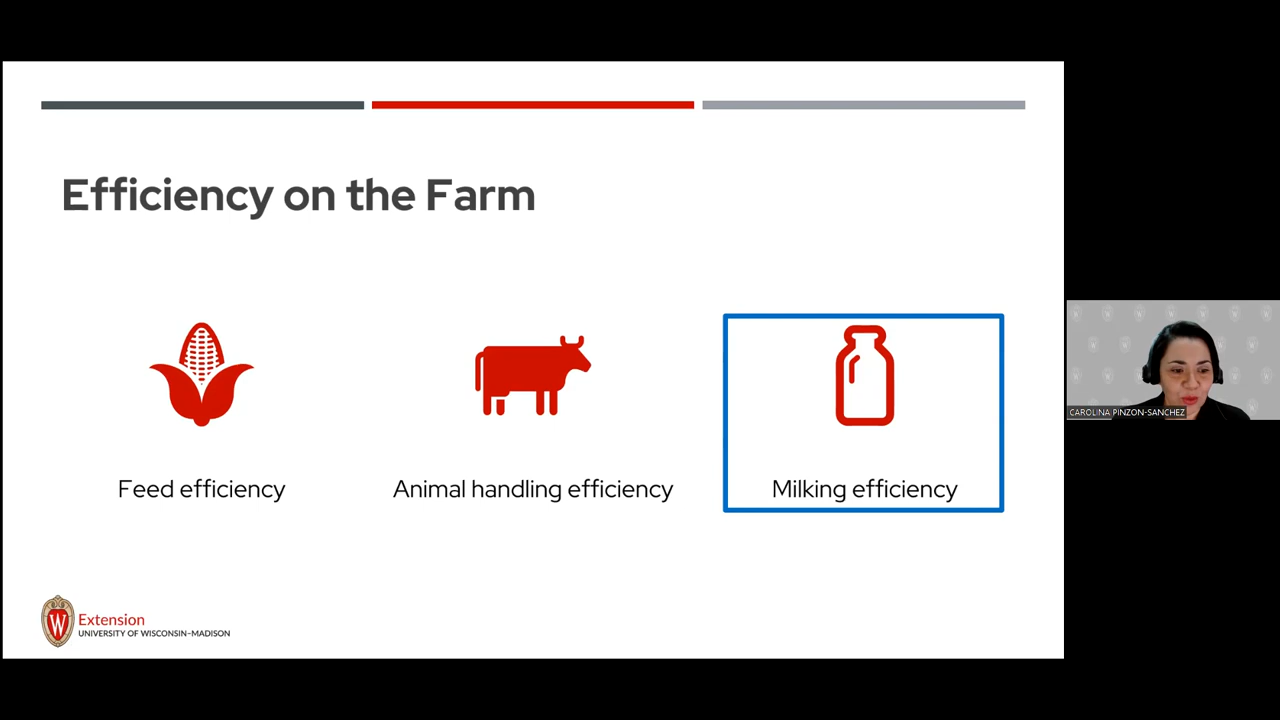 Efficiency on the Farm
Feed efficiency
Animal handling efficiency
Milking efficiency
W
Extension
UNIVERSITY OF WISCONSIN–MADISON
CAROLINA PINZON-SANCHEZ